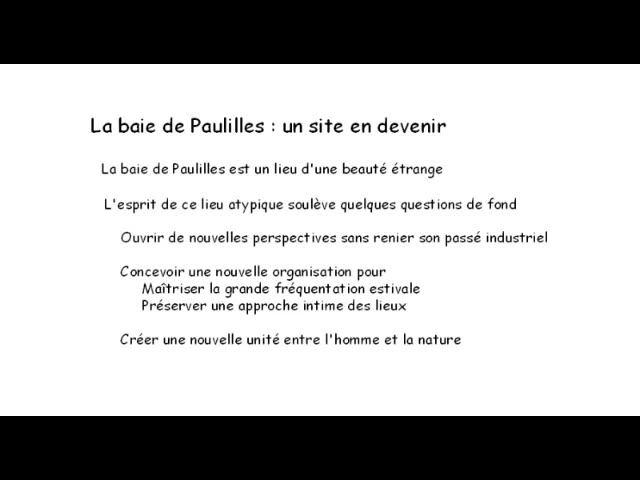 La baie de Paulilles : un site en devenir
La baie de Paulilles est un lieu d'une beauté étrange
L'esprit de ce lieu atypique soulève quelques questions de fond
Ouvrir de nouvelles perspectives sans renier son passé industriel
Concevoir une nouvelle organisation pour
Maîtriser la grande fréquentation estivale
Préserver une approche intime des lieux
Créer une nouvelle unité entre l'homme et la nature